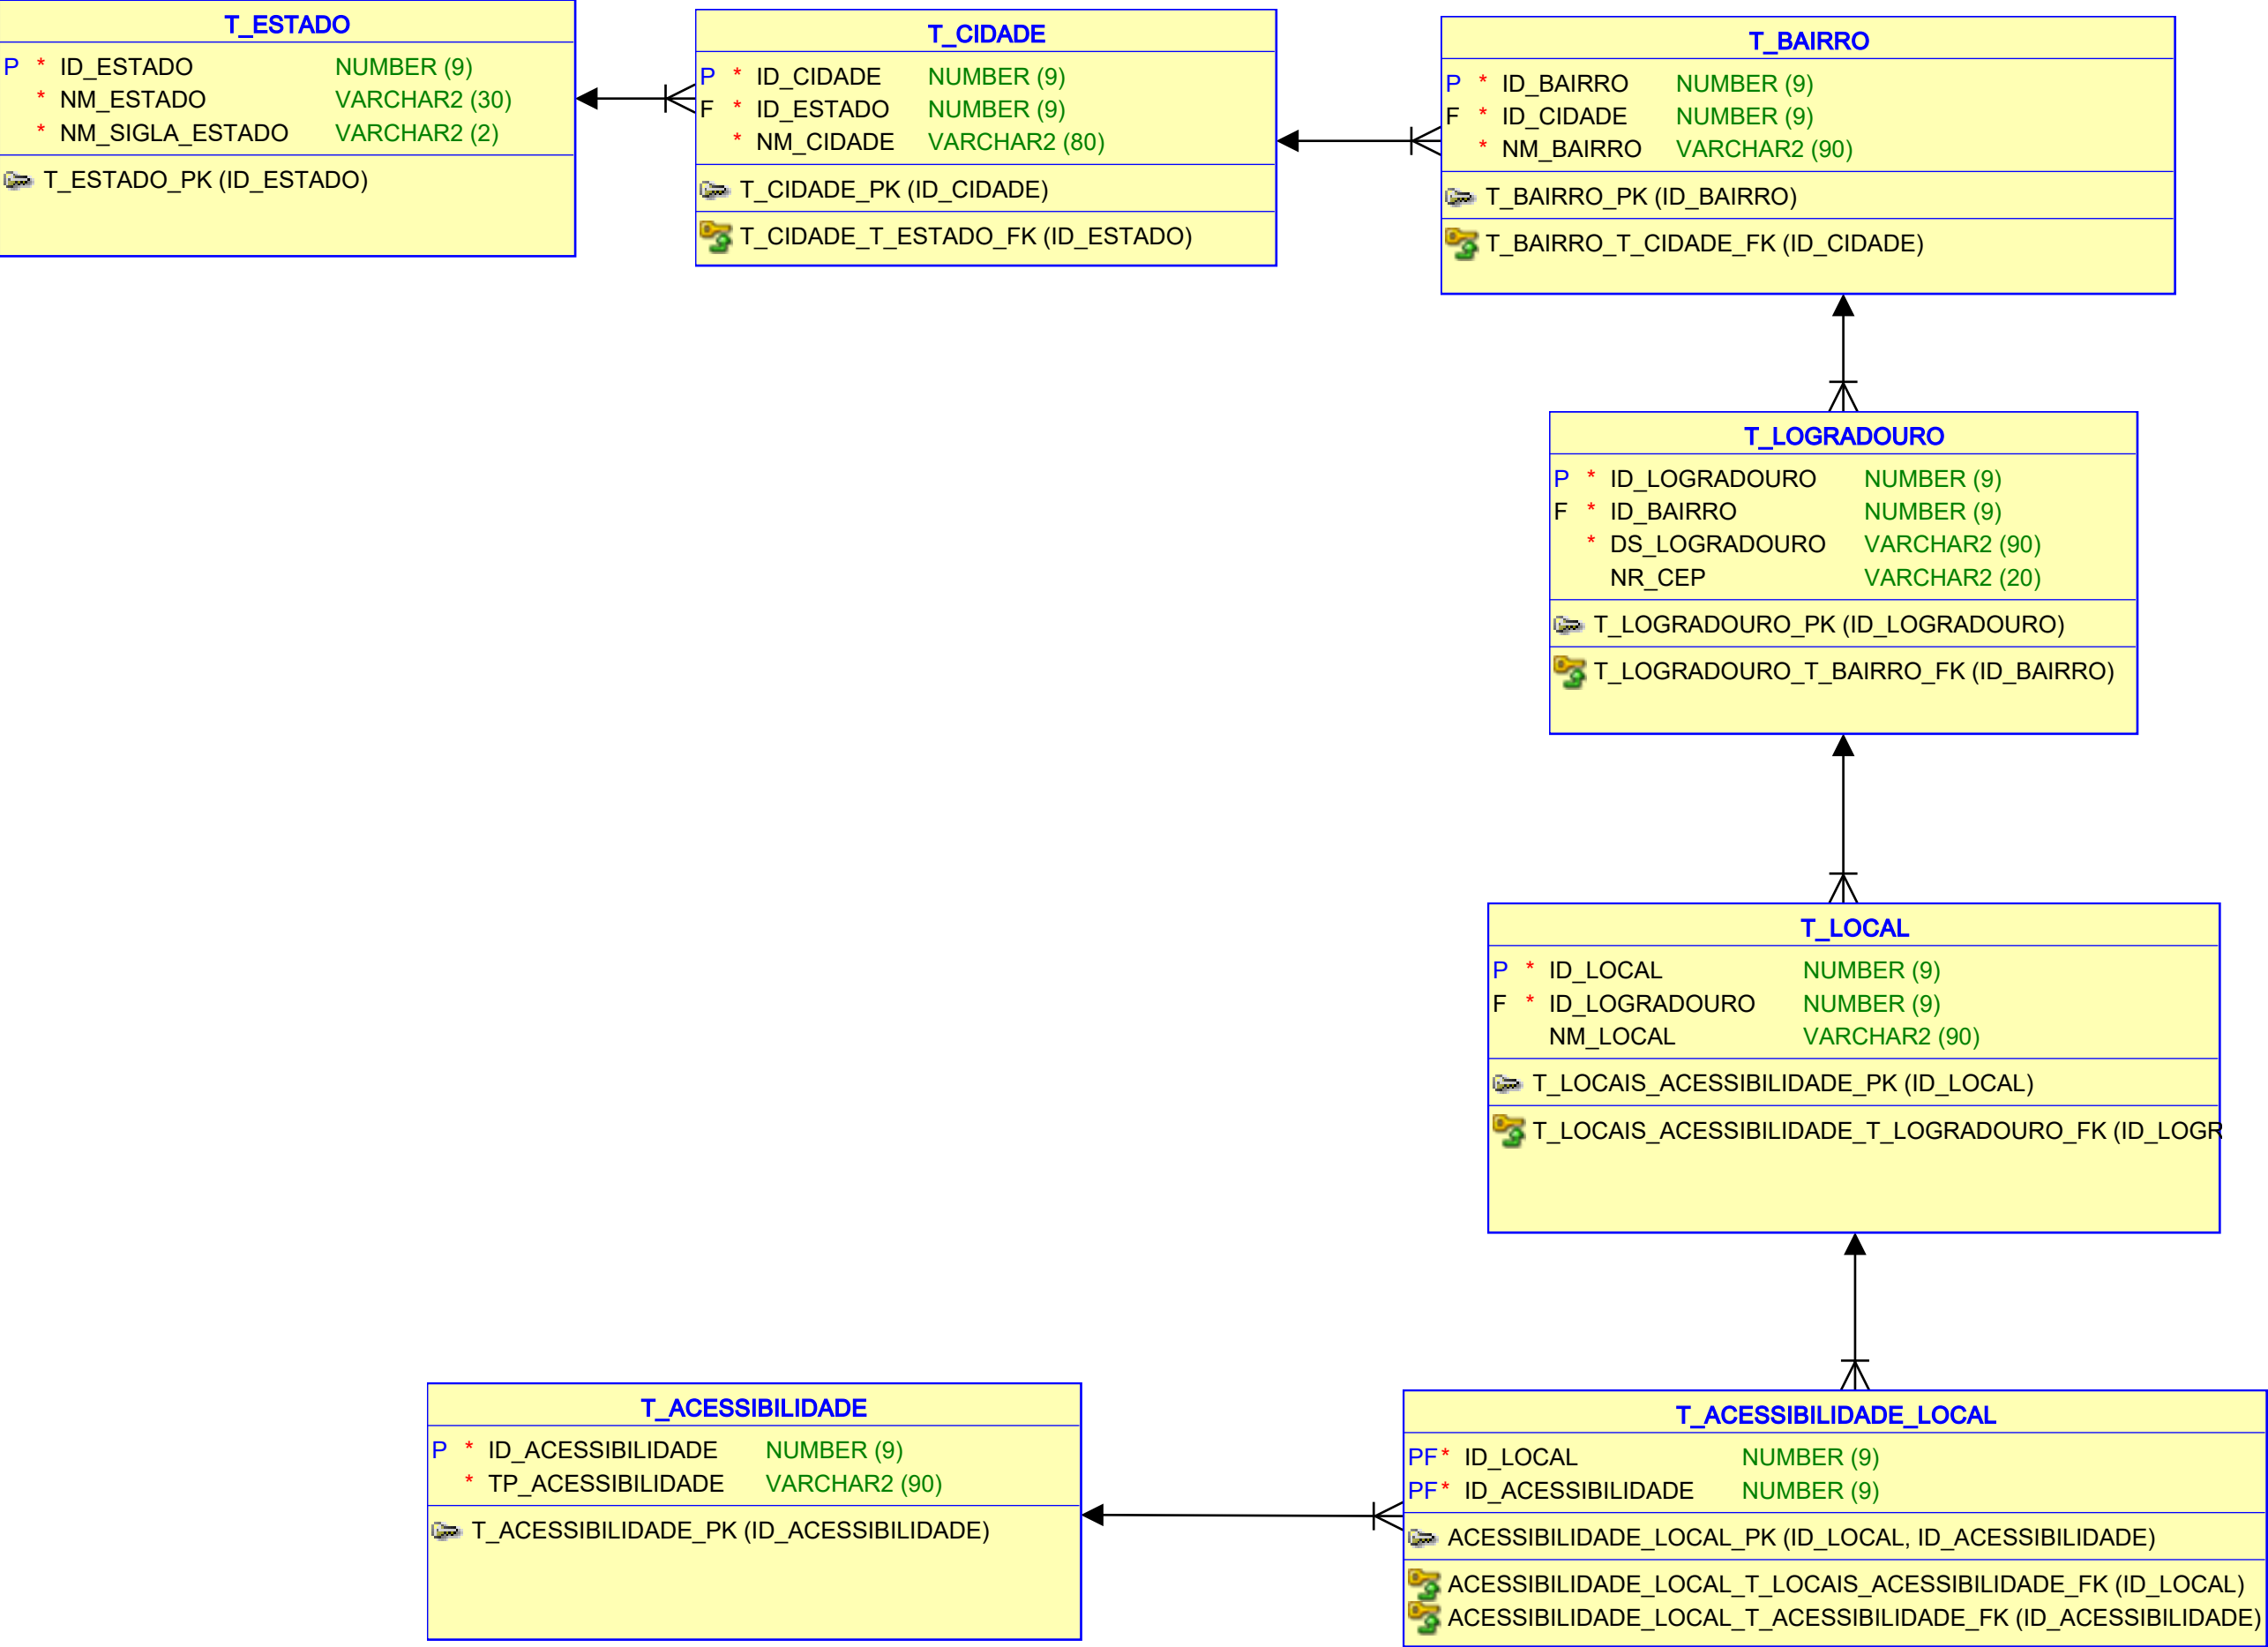 T_ESTADO
P * ID_ESTADO NUMBER (9)
* NM_ESTADO VARCHAR2 (30)
* NM_SIGLA_ESTADO VARCHAR2 (2)
T_ESTADO_PK (ID_ESTADO)
T_CIDADE
P * ID_CIDADE NUMBER (9)
F * ID_ESTADO NUMBER (9)
* NM_CIDADE VARCHAR2 (80)
T_CIDADE_PK (ID_CIDADE)
T_CIDADE_T_ESTADO_FK (ID_ESTADO)
T_BAIRRO
P * ID_BAIRRO NUMBER (9)
F * ID_CIDADE NUMBER (9)
* NM_BAIRRO VARCHAR2 (90)
T_BAIRRO_PK (ID_BAIRRO)
T_BAIRRO_T_CIDADE_FK (ID_CIDADE)
T_LOGRADOURO
P * ID_LOGRADOURO NUMBER (9)
F * ID_BAIRRO NUMBER (9)
* DS_LOGRADOURO VARCHAR2 (90)
NR_CEP VARCHAR2 (20)
T_LOGRADOURO_PK (ID_LOGRADOURO)
T_LOGRADOURO_T_BAIRRO_FK (ID_BAIRRO)
T_LOCAL
P * ID_LOCAL NUMBER (9)
F * ID_LOGRADOURO NUMBER (9)
NM_LOCAL VARCHAR2 (90)
T_LOCAIS_ACESSIBILIDADE_PK (ID_LOCAL)
T_LOCAIS_ACESSIBILIDADE_T_LOGRADOURO_FK (ID_LOGR
T_ACESSIBILIDADE
P * ID_ACESSIBILIDADE NUMBER (9)
* TP_ACESSIBILIDADE VARCHAR2 (90)
T_ACESSIBILIDADE_PK (ID_ACESSIBILIDADE)
T_ACESSIBILIDADE_LOCAL
PF * ID_LOCAL NUMBER (9)
PF * ID_ACESSIBILIDADE NUMBER (9)
ACESSIBILIDADE_LOCAL_PK (ID_LOCAL, ID_ACESSIBILIDADE)
ACESSIBILIDADE_LOCAL_T_LOCAIS_ACESSIBILIDADE_FK (ID_LOCAL)
ACESSIBILIDADE_LOCAL_T_ACESSIBILIDADE_FK (ID_ACESSIBILIDADE)